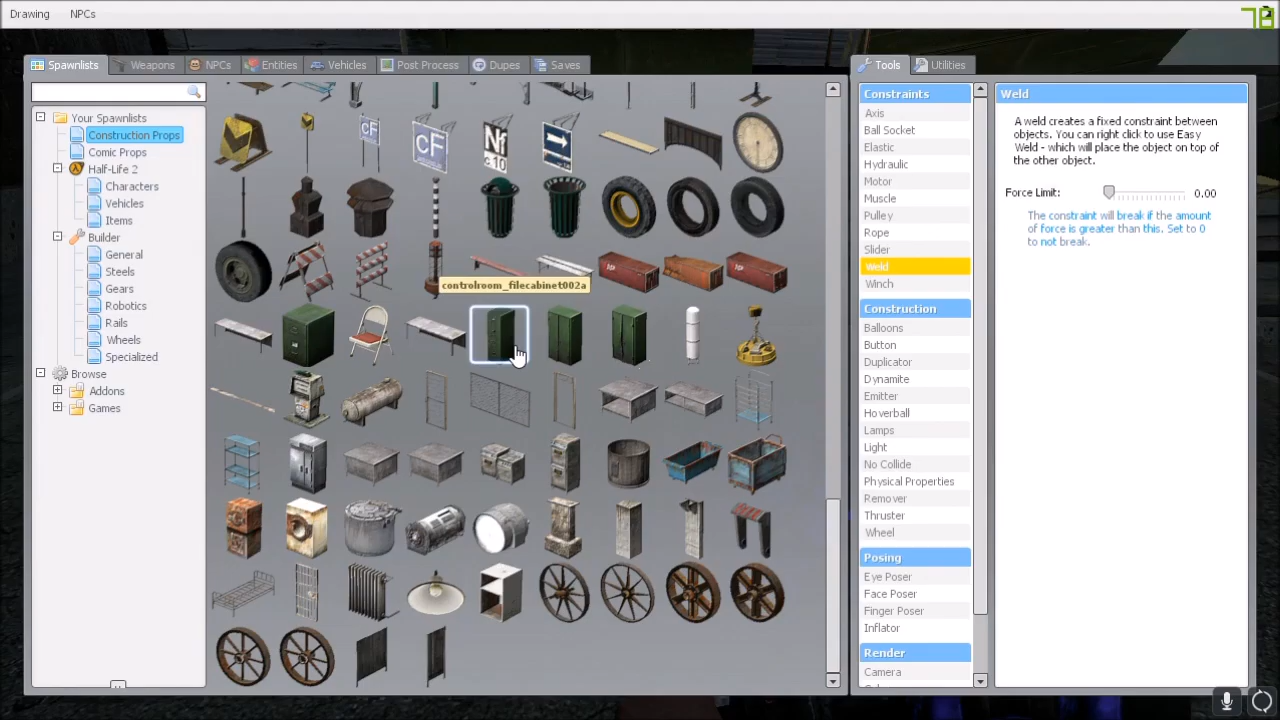 Drawing NPCs
78
Spawnlists Weapons NPCs Entities Vehicles Post Process Dupes Saves
Tools Utilities
Your Spawnlists
Construction Props
Comic Props
Half-Life 2
Characters
Vehicles
Items
Builder
General
Steels
Gears
Robotics
Rails
Wheels
Specialized
Browse
Addons
Games
CF
CF
Nf
controlroom_filecabinet002a
Constraints
Axis
Ball Socket
Elastic
Hydraulic
Motor
Muscle
Pulley
Rope
Slider
Weld
Winch
Construction
Balloons
Button
Duplicator
Dynamite
Emitter
Hoverball
Lamps
Light
No Collide
Physical Properties
Remover
Thruster
Wheel
Posing
Eye Poser
Face Poser
Finger Poser
Inflator
Render
Camera
Weld
A weld creates a fixed constraint between
objects. You can right click to use Easy
Weld - which will place the object on top of
the other object.
Force Limit: 0.00
The constraint will break if the amount
of force is greater than this. Set to 0
to not break.